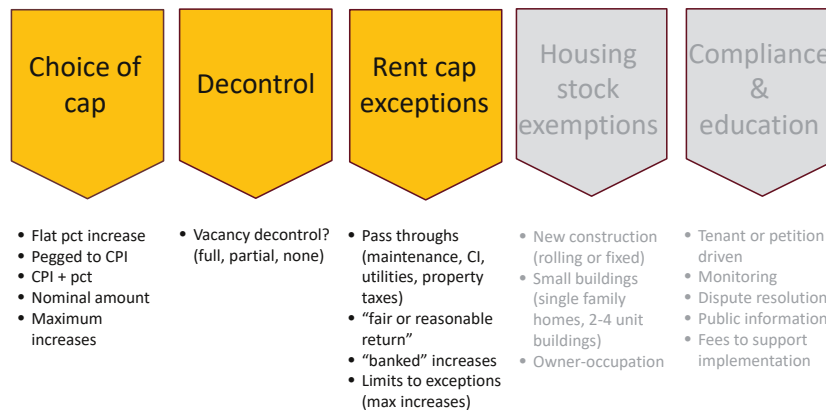 Choice of
cap
Decontrol
Rent cap
exceptions
Housing
stock
exemptions
Compliance
&
education
• Flat pct increase
• Pegged to CPI
• CPI + pct
• Nominal amount
• Maximum
increases
• Vacancy decontrol?
(full, partial, none)
• Pass throughs
(maintenance, CI,
utilities, property
taxes)
• “fair or reasonable
return”
• “banked” increases
• Limits to exceptions
(max increases)
• New construction
(rolling or fixed)
• Small buildings
(single family
homes, 2-4 unit
buildings)
• Owner-occupation
• Tenant or petition
driven
• Monitoring
• Dispute resolution
• Public information
• Fees to support
implementation